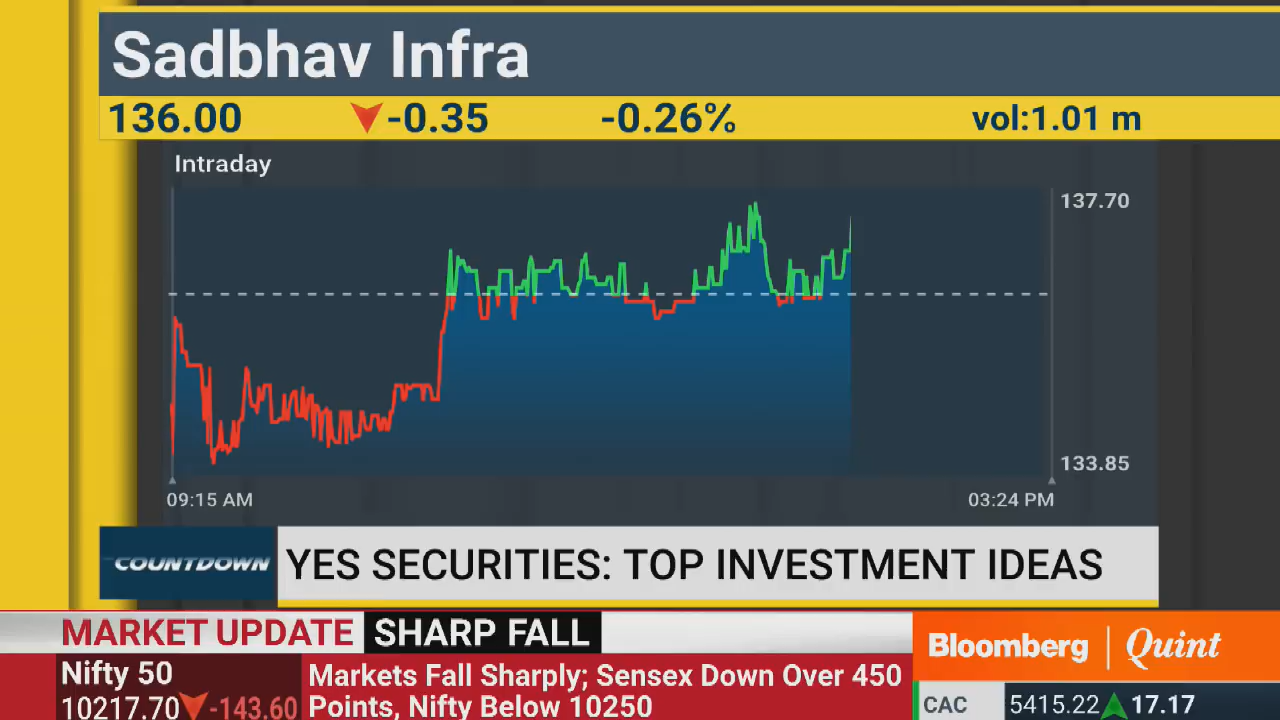 Sadbhav Infra
136.00 -0.35 -0.26% vol:1.01 m
Intraday
137.70
133.85
09:15 AM 03:24 PM
COUNTDOWN YES SECURITIES: TOP INVESTMENT IDEAS
MARKET UPDATE SHARP FALL
Bloomberg | Quint
Nifty 50
10217.70 -143.60
Markets Fall Sharply; Sensex Down Over 450
Points, Nifty Below 10250
CAC 5415.22 17.17